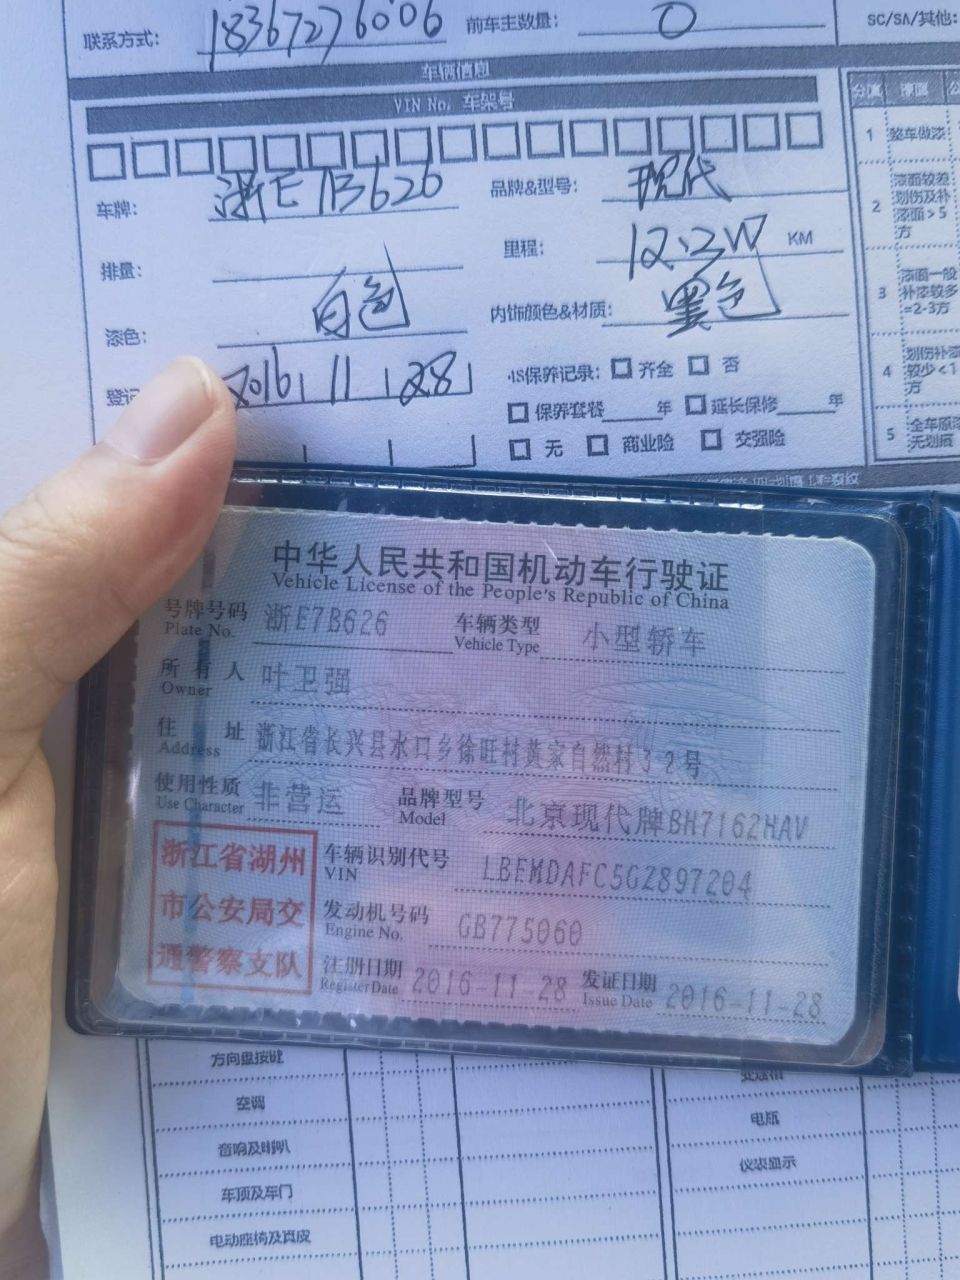 联系方式: 18367276006 前车主数量: 0 SC/SA/其他:
车辆信息
VIN No. 车架号
车牌: 浙E 7B626 品牌&型号: 现代
排量: 里程: 12.2W KM
漆色: 白色 内饰颜色&材质: 黑色
登记 2016 11 28 4S保养记录: 齐全 否
保养套餐 年 延长保修 年
无 商业险 交强险
漆面
1 整车做漆
2 漆面较差
划伤及补
漆面>5
方
3 漆面一般
补漆较多
=2-3方
4 划伤补漆
较少<1
方
5 全车原漆
无划痕
中华人民共和国机动车行驶证
Vehicle License of the People's Republic of China
号牌号码 浙E7B626 车辆类型 小型轿车
Plate No. Vehicle Type
所有人 叶卫强
Owner
住址 浙江省长兴县水口乡徐旺村黄家自然村32号
Address
使用性质 非营运 品牌型号 北京现代牌BH7162HAV
Use Character Model
浙江省湖州
市公安局交
通警察支队
车辆识别代号 LBEMDAFC5GZ897204
VIN
发动机号码 GB775060
Engine No.
注册日期 2016-11-28 发证日期 2016-11-28
Register Date Issue Date
方向盘按键
空调 电瓶
音响及喇叭 仪表显示
车顶及车门
电动座椅及真皮